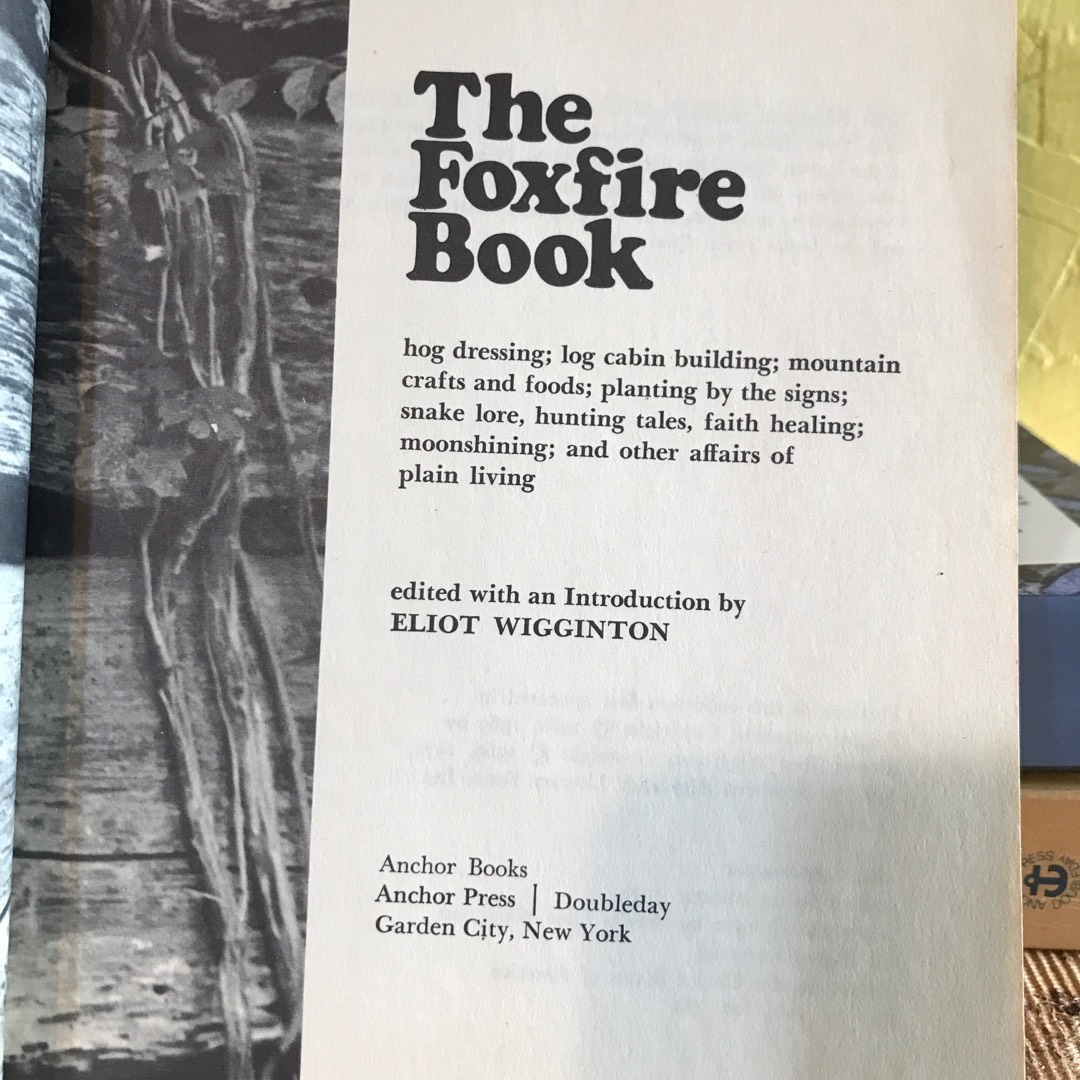 The
Foxfire
Book
hog dressing; log cabin building; mountain
crafts and foods; planting by the signs;
snake lore, hunting tales, faith healing;
moonshining; and other affairs of
plain living
edited with an Introduction by
ELIOT WIGGINTON
Anchor Books
Anchor Press | Doubleday
Garden City, New York